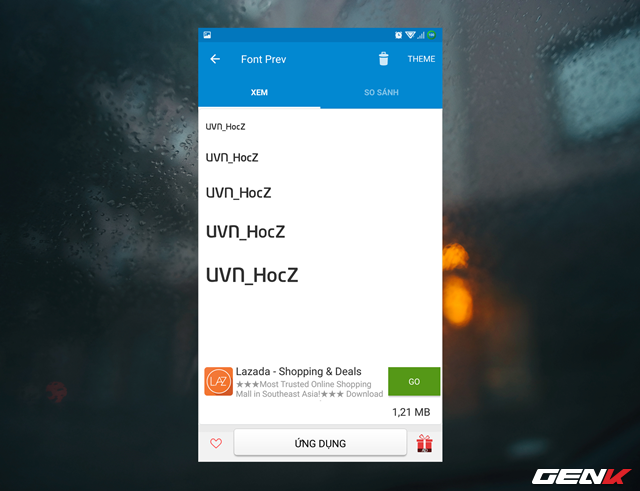 Font Prev
THEME
XEM
SO SÁNH
UVN_HocZ
UVN_HocZ
UVN_HocZ
UVN_HocZ
UVN_HocZ
LAZ
Lazada - Shopping & Deals
★★★Most Trusted Online Shopping
Mall in Southeast Asia!★★★ Download
GO
1,21 MB
ỨNG DỤNG
GENK